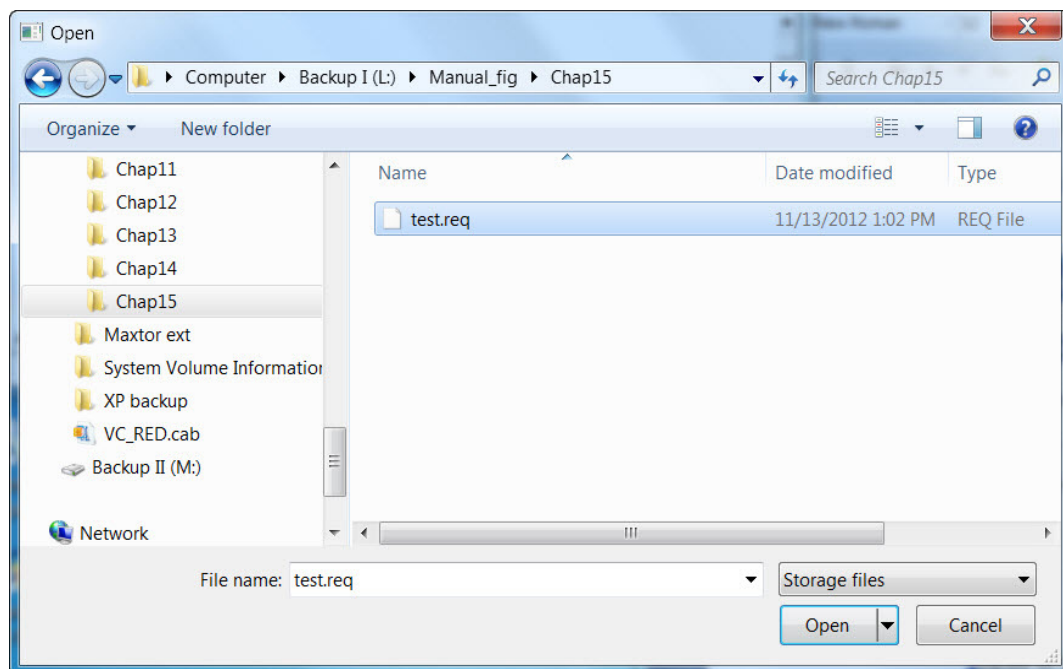 Open
Computer Backup I (L:) Manual_fig Chap15
Search Chap15
Organize New folder
Chap11
Chap12
Chap13
Chap14
Chap15
Maxtor ext
System Volume Information
XP backup
VC_RED.cab
Backup II (M:)
Network
Name Date modified Type
test.req 11/13/2012 1:02 PM REQ File
File name: test.req
Storage files
Open Cancel